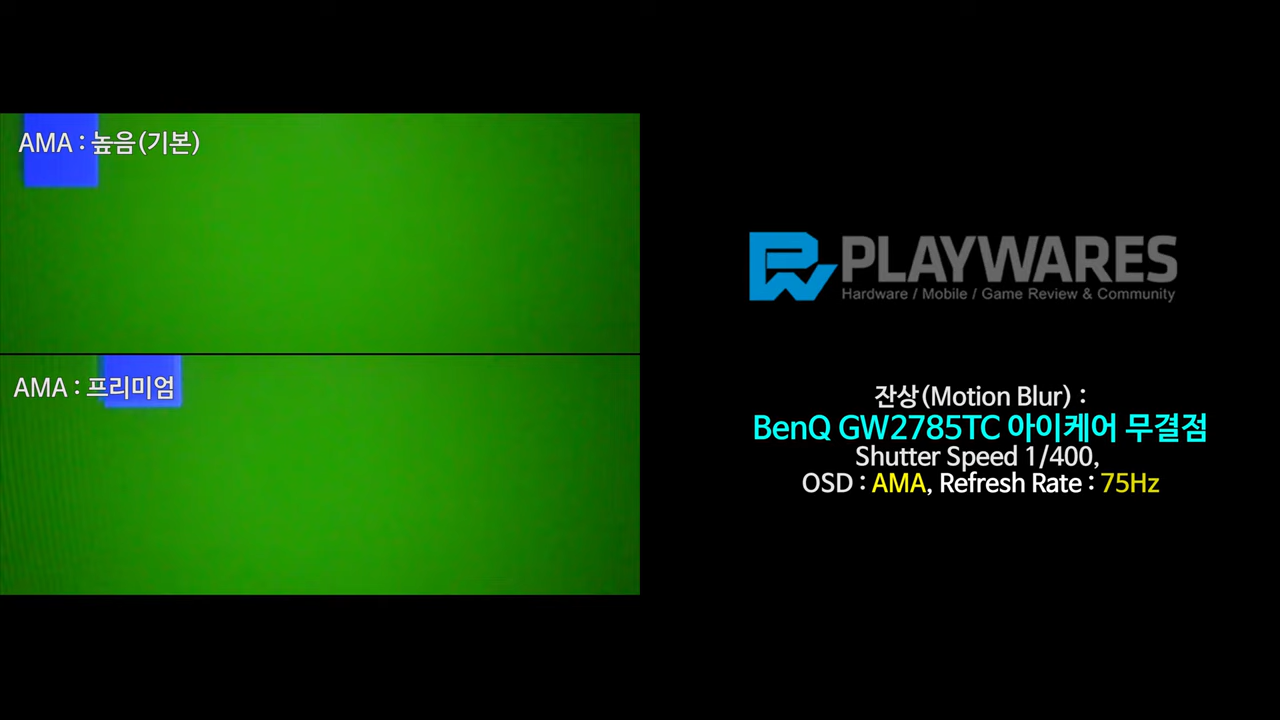 AMA : 높음(기본)
AMA : 프리미엄
PLAYWARES
Hardware / Mobile / Game Review & Community
잔상(Motion Blur) :
BenQ GW2785TC 아이케어 무결점
Shutter Speed 1/400,
OSD : AMA, Refresh Rate : 75Hz